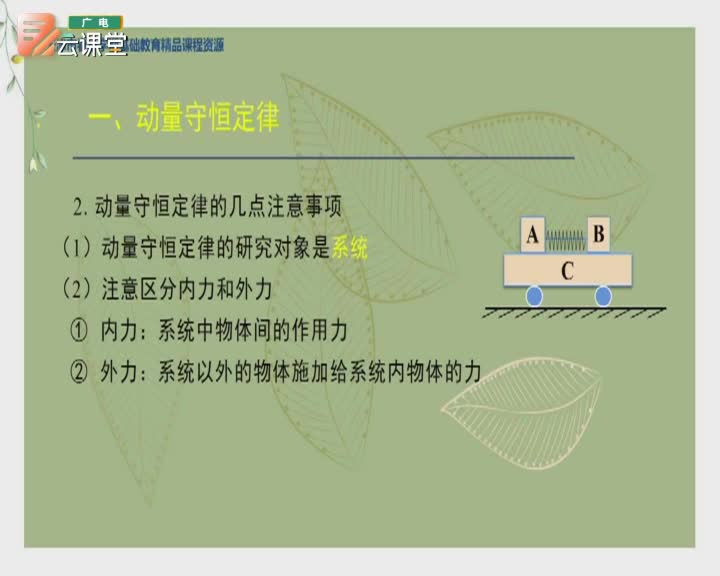 广电
云课堂
基础教育精品课程资源
一、动量守恒定律
2. 动量守恒定律的几点注意事项
（1）动量守恒定律的研究对象是系统
（2）注意区分内力和外力
① 内力：系统中物体间的作用力
② 外力：系统以外的物体施加给系统内物体的力
A B
C